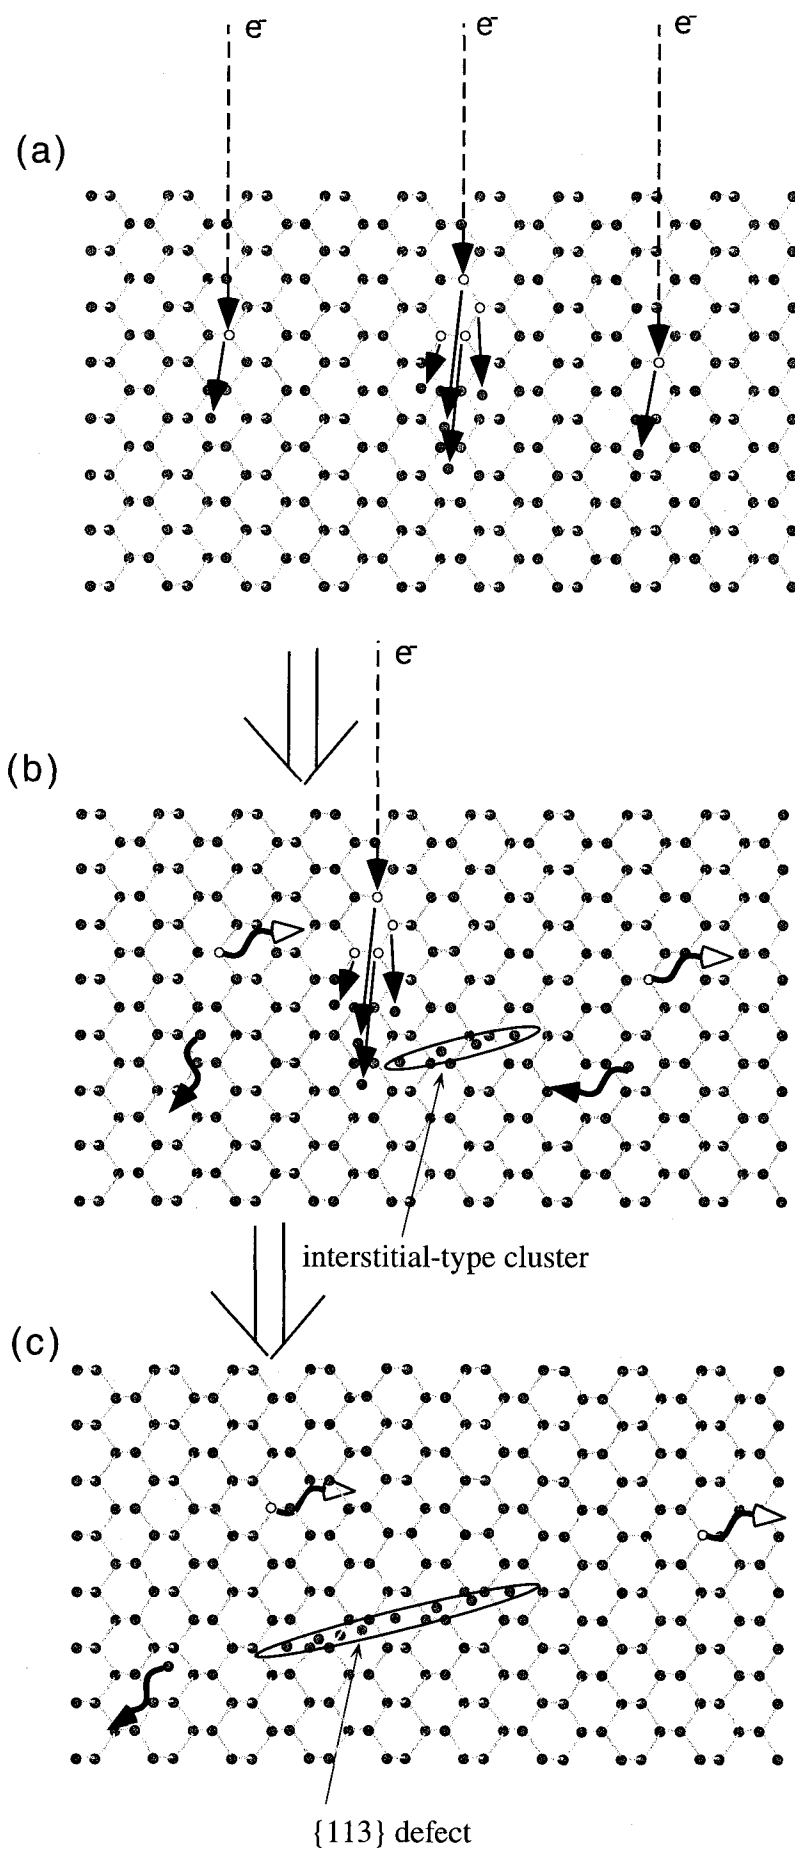 e⁻ e⁻ e⁻
(a)
e⁻
(b)
interstitial-type cluster
(c)
{113} defect